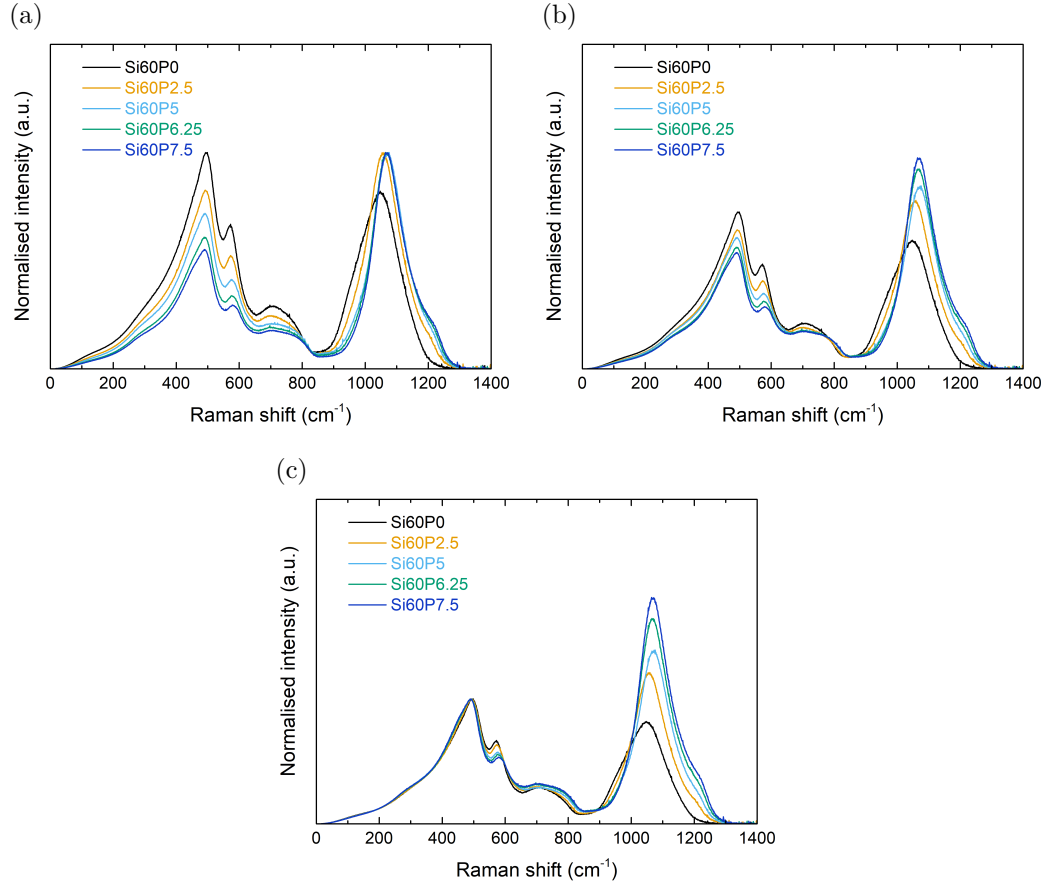 (a)
Normalised intensity (a.u.)
Si60P0
Si60P2.5
Si60P5
Si60P6.25
Si60P7.5
0 200 400 600 800 1000 1200 1400
Raman shift (cm⁻¹)
(b)
Normalised intensity (a.u.)
Si60P0
Si60P2.5
Si60P5
Si60P6.25
Si60P7.5
0 200 400 600 800 1000 1200 1400
Raman shift (cm⁻¹)
(c)
Normalised intensity (a.u.)
Si60P0
Si60P2.5
Si60P5
Si60P6.25
Si60P7.5
0 200 400 600 800 1000 1200 1400
Raman shift (cm⁻¹)